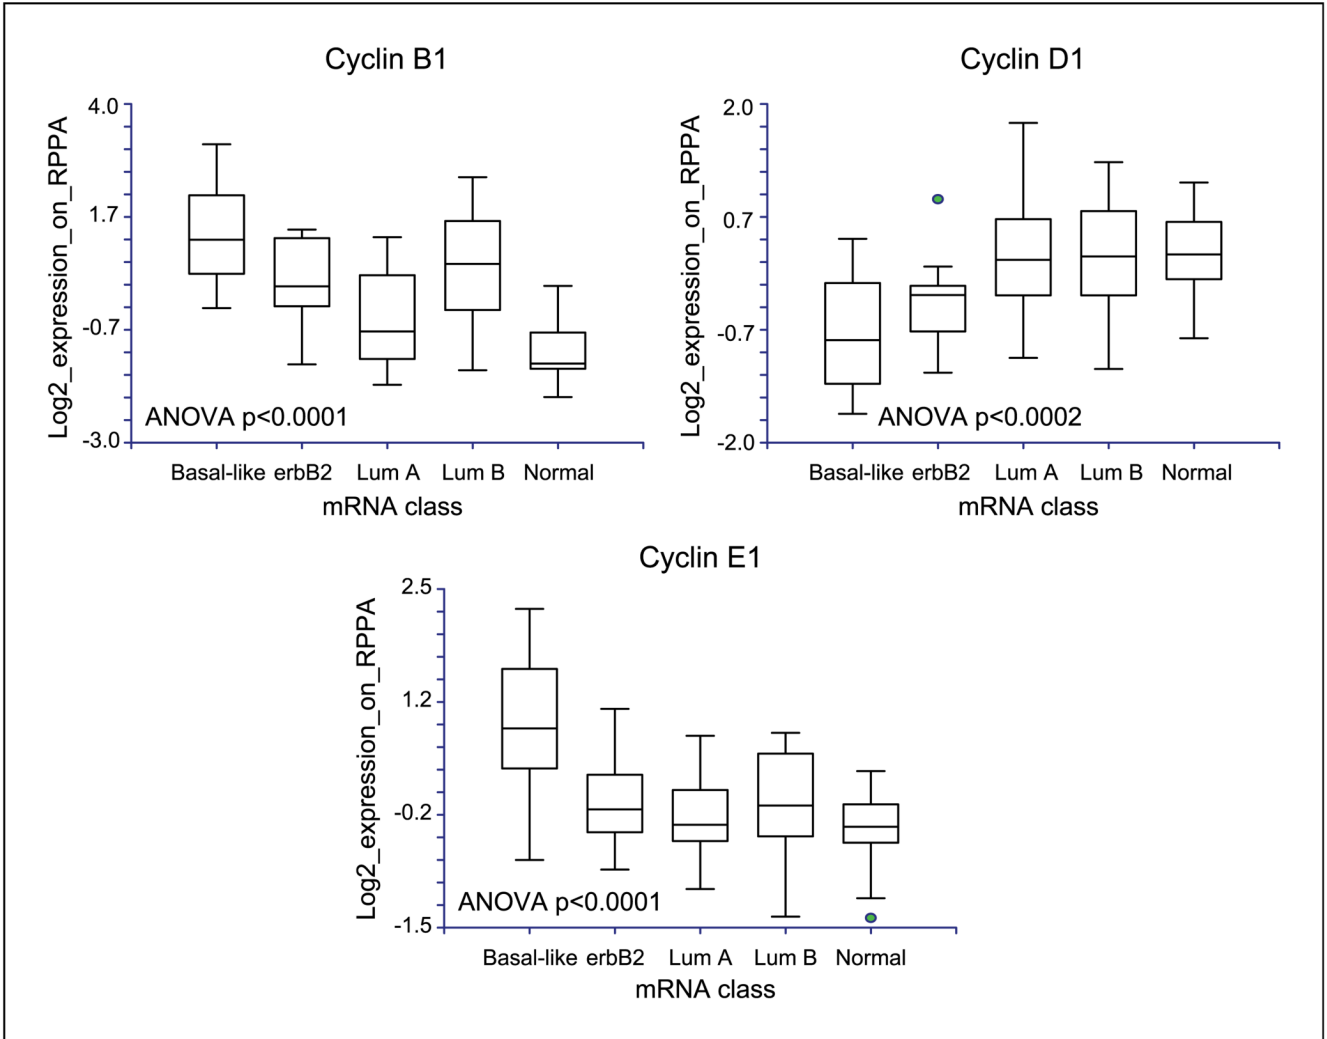 Cyclin B1
4.0
1.7
-0.7
-3.0
Log2_expression_on_RPPA
ANOVA p<0.0001
Basal-like erbB2 Lum A Lum B Normal
mRNA class
Cyclin D1
2.0
0.7
-0.7
-2.0
Log2_expression_on_RPPA
ANOVA p<0.0002
Basal-like erbB2 Lum A Lum B Normal
mRNA class
Cyclin E1
2.5
1.2
-0.2
-1.5
Log2_expression_on_RPPA
ANOVA p<0.0001
Basal-like erbB2 Lum A Lum B Normal
mRNA class